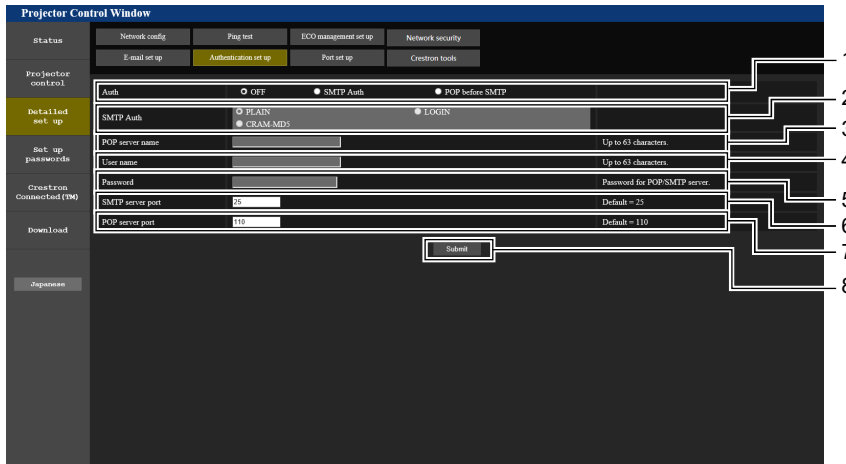 Projector Control Window
Status
Projector
control
Detailed
set up
Set up
passwords
Crestron
Connected(TM)
Download
Japanese
Network config Ping test ECO management set up Network security
E-mail set up Authentication set up Port set up Crestron tools
Auth OFF SMTP Auth POP before SMTP
SMTP Auth PLAIN LOGIN
CRAM-MD5
POP server name Up to 63 characters.
User name Up to 63 characters.
Password Password for POP/SMTP server.
SMTP server port 25 Default = 25
POP server port 110 Default = 110
Submit
1
2
3
4
5
6
7
8